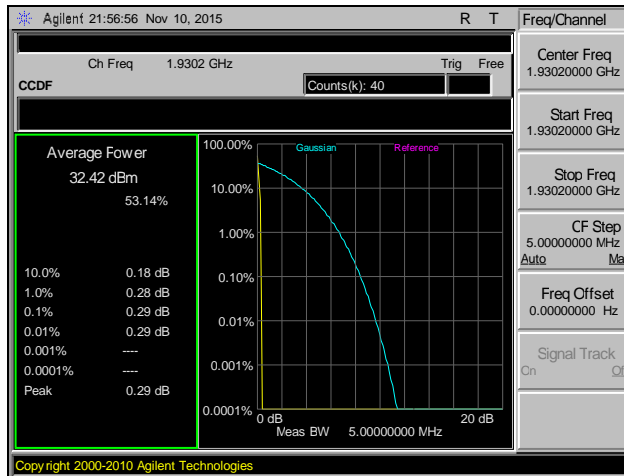 Agilent 21:56:56 Nov 10, 2015 R T
Freq/Channel
Ch Freq 1.9302 GHz Trig Free
CCDF Counts(k): 40
Average Fower
32.42 dBm
53.14%
10.0% 0.18 dB
1.0% 0.28 dB
0.1% 0.29 dB
0.01% 0.29 dB
0.001% ----
0.0001% ----
Peak 0.29 dB
Gaussian Reference
100.00%
10.00%
1.00%
0.10%
0.01%
0.001%
0.0001%
0 dB 20 dB
Meas BW 5.00000000 MHz
Center Freq
1.93020000 GHz
Start Freq
1.93020000 GHz
Stop Freq
1.93020000 GHz
CF Step
5.00000000 MHz
Auto Ma
Freq Offset
0.00000000 Hz
Signal Track
Cn Of
Copyright 2000-2010 Agilent Technologies